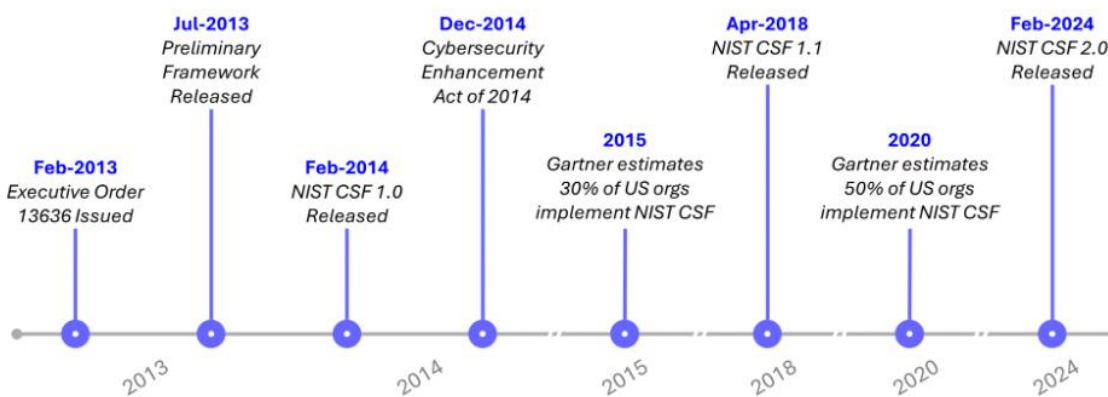 Feb-2013
Executive Order
13636 Issued
Jul-2013
Preliminary
Framework
Released
Feb-2014
NIST CSF 1.0
Released
Dec-2014
Cybersecurity
Enhancement
Act of 2014
2015
Gartner estimates
30% of US orgs
implement NIST CSF
Apr-2018
NIST CSF 1.1
Released
2020
Gartner estimates
50% of US orgs
implement NIST CSF
Feb-2024
NIST CSF 2.0
Released
2013
2014
2015
2018
2020
2024